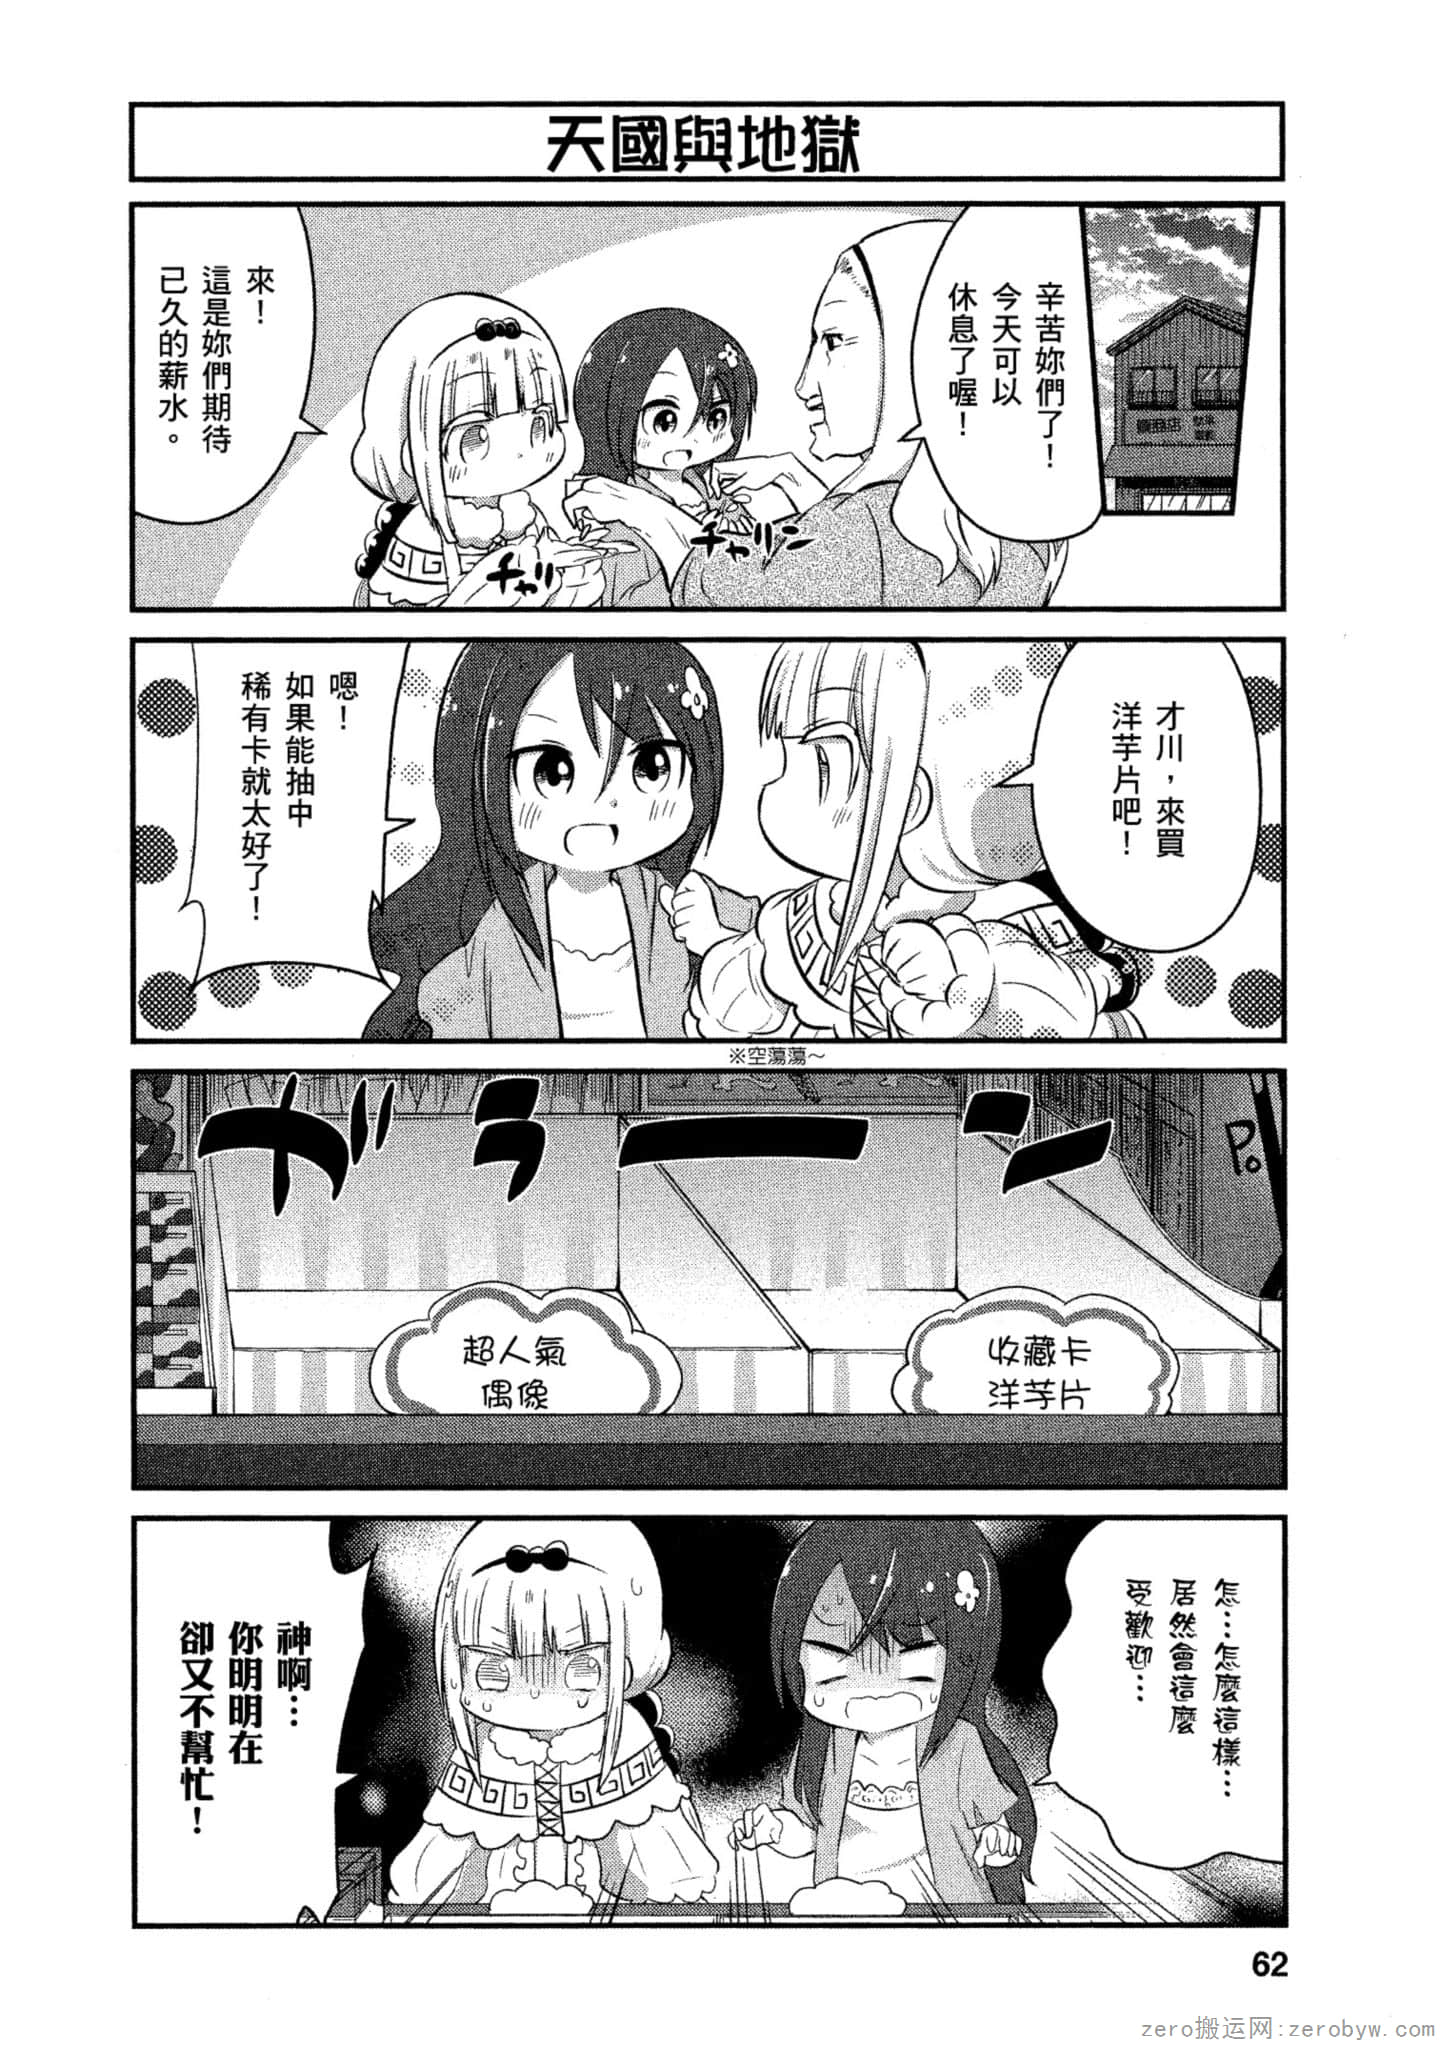 天國與地獄
辛苦妳們了！
今天可以
休息了喔！
來！
這是妳們期待
已久的薪水。
チャリン
チャリ
才川，來買
洋芋片吧！
嗯！
如果能抽中
稀有卡就太好了！
※空蕩蕩～
ガラーン
Po
超人氣
偶像
收藏卡
洋芋片
怎…怎麼這樣…
居然會這麼
受歡迎…
神啊…
你明明在
卻又不幫忙！
62
zero搬运网:zerobyw.com/